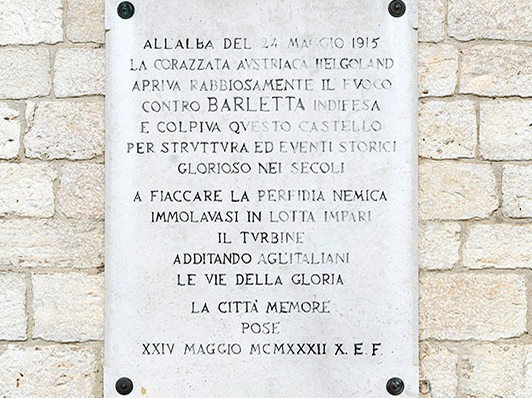 ALL'ALBA DEL 24 MAGGIO 1915
LA CORAZZATA AVSTRIACA HELGOLAND
APRIVA RABBIOSAMENTE IL FVOCO
CONTRO BARLETTA INDIFESA
E COLPIVA QVESTO CASTELLO
PER STRVTTVRA ED EVENTI STORICI
GLORIOSO NEI SECOLI
A FIACCARE LA PERFIDIA NEMICA
IMMOLAVASI IN LOTTA IMPARI
IL TVRBINE
ADDITANDO AGL'ITALIANI
LE VIE DELLA GLORIA
LA CITTÀ MEMORE
POSE
XXIV MAGGIO MCMXXXII X. E. F.